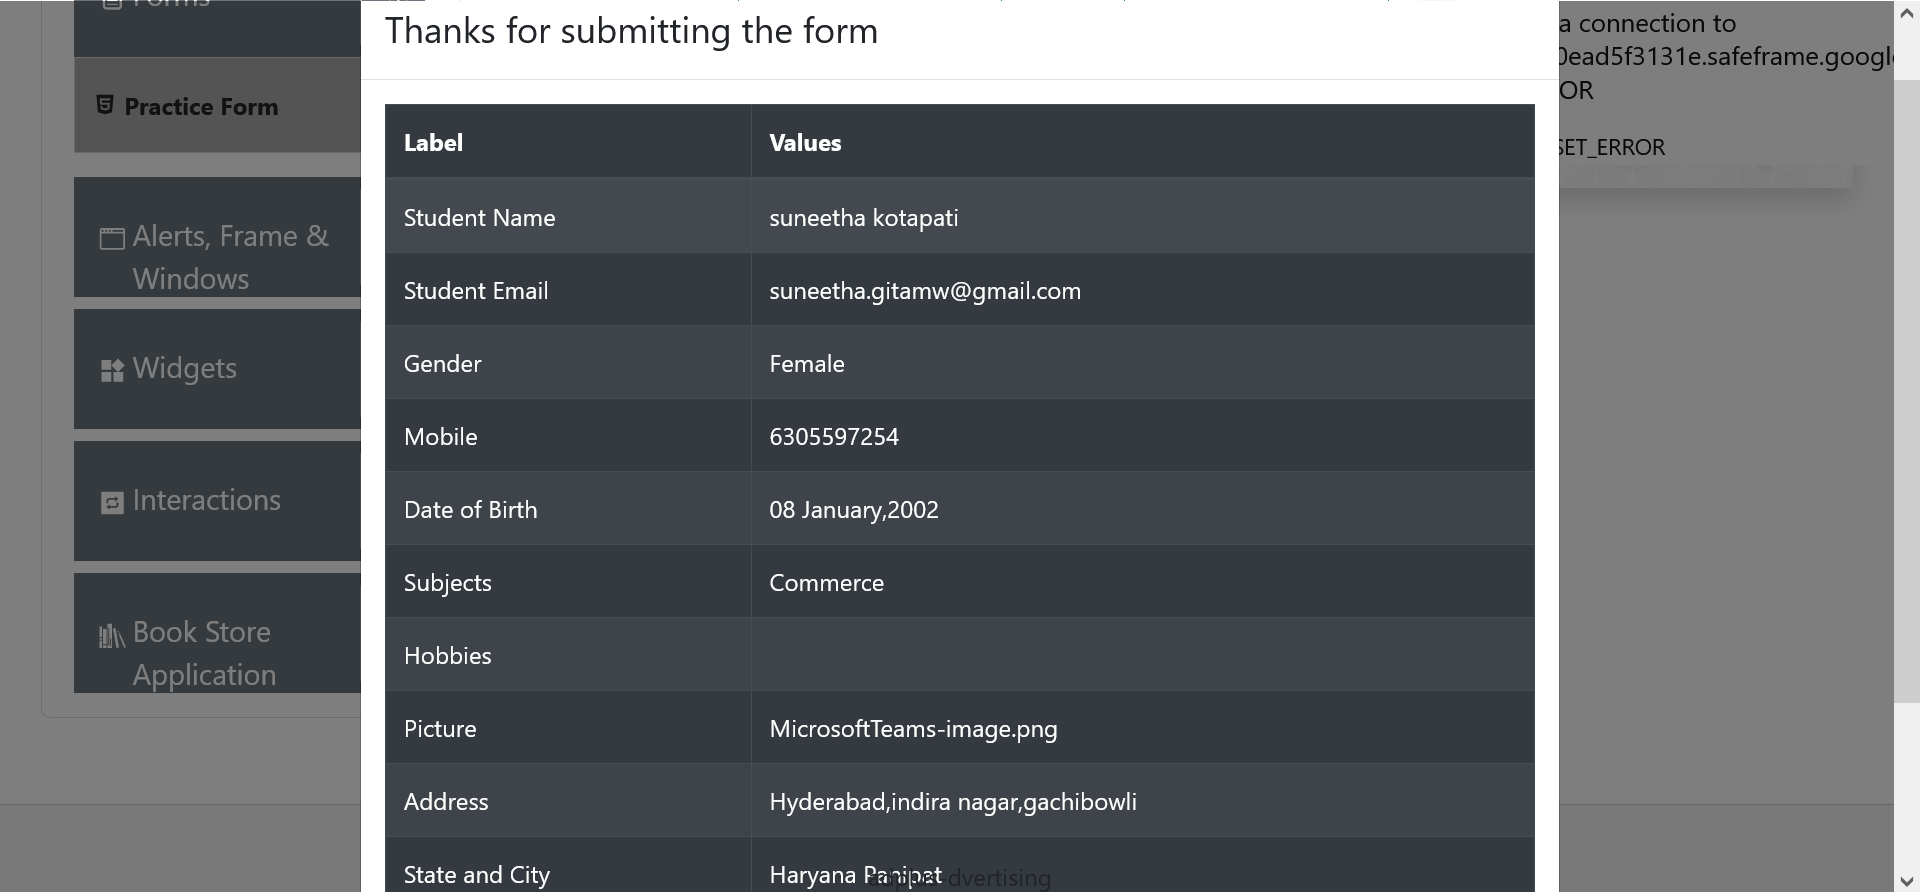 Forms
Practice Form
Alerts, Frame &
Windows
Widgets
Interactions
Book Store
Application
Thanks for submitting the form
Label Values
Student Name suneetha kotapati
Student Email suneetha.gitamw@gmail.com
Gender Female
Mobile 6305597254
Date of Birth 08 January,2002
Subjects Commerce
Hobbies
Picture MicrosoftTeams-image.png
Address Hyderabad,indira nagar,gachibowli
State and City Haryana Panipat
a connection to
0ead5f3131e.safeframe.googl
OR
SET_ERROR